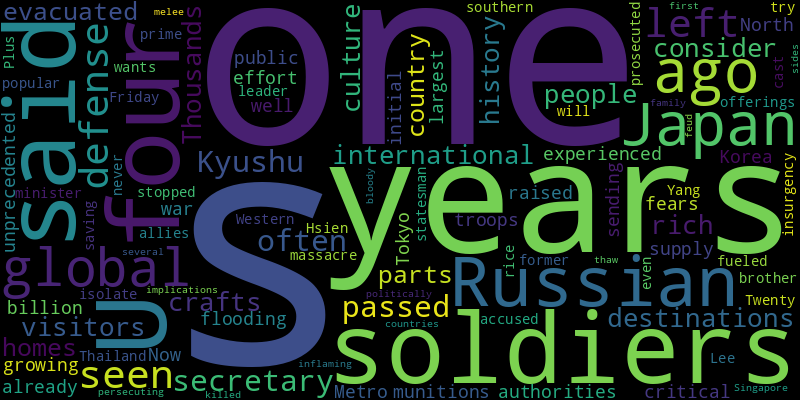 evacuated
melee
one
southern
first
try
Plus
said
four
left
prime
prosecuted
North
defense
Thousands
public
culture
country
history
consider
sides
wants
effort
initial
largest
people
ago
cast
popular
Friday
leader
well
will
offerings
unprecedented
Japan
feud
family
never
Kyushu
international
experienced
Korea
insurgency
minister
stopped
S
years
bloody
statesman
raised
sending
fears
Yang
saving
war
Western
Hsien
Tokyo
troops
rich
allies
often
massacre
rice
former
thaw
supply
even
fueled
brother
global
several
implications
parts
Russian
politically
isolate
crafts
billion
u
flooding
passed
countries
accused
destinations
Twenty
visitors
soldiers
homes
Thailand
Now
Lee
growing
seen
inflaming
already
persecuting
secretary
killed
Metro
munitions
authorities
critical
Singapore